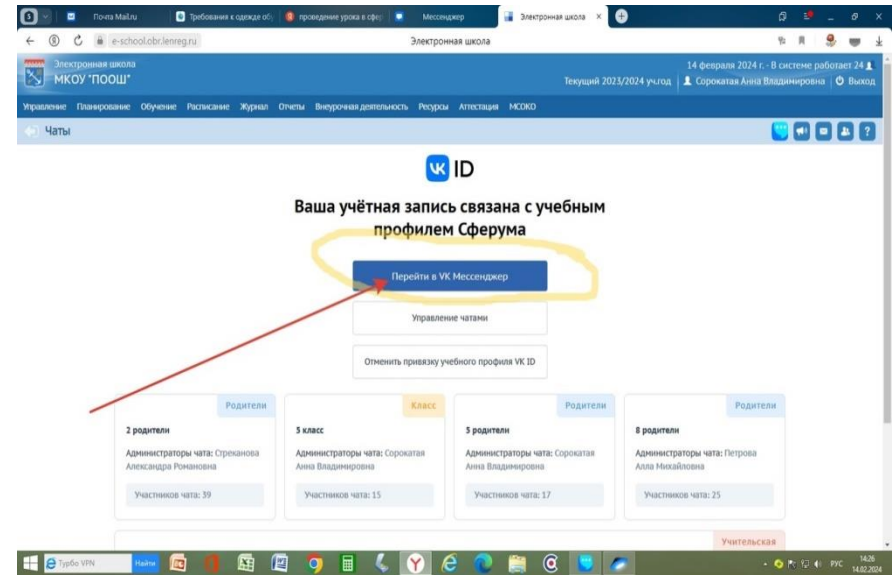 5
Почта Mail.ru
Требования к одежде обу
проведение урока в сфер
Мессенджер
Электронная школа
e-school.obr.lenreg.ru
Электронная школа
Электронная школа
МКОУ "ПООШ"
14 февраля 2024 г. - В системе работает 24
Текущий 2023/2024 уч.год
Сорокатая Анна Владимировна
Выход
Управление Планирование Обучение Расписание Журнал Отчеты Внеурочная деятельность Ресурсы Аттестация МСОКО
Чаты
VK ID
Ваша учётная запись связана с учебным
профилем Сферума
Перейти в VK Мессенджер
Управление чатами
Отменить привязку учебного профиля VK ID
Родители
2 родители
Администраторы чата: Стреканова
Александра Романовна
Участников чата: 39
Класс
5 класс
Администраторы чата: Сорокатая
Анна Владимировна
Участников чата: 15
Родители
5 родители
Администраторы чата: Сорокатая
Анна Владимировна
Участников чата: 17
Родители
8 родители
Администраторы чата: Петрова
Алла Михайловна
Участников чата: 25
Учительская
Турбо VPN
Найти
РУС
14:26
14.02.2024